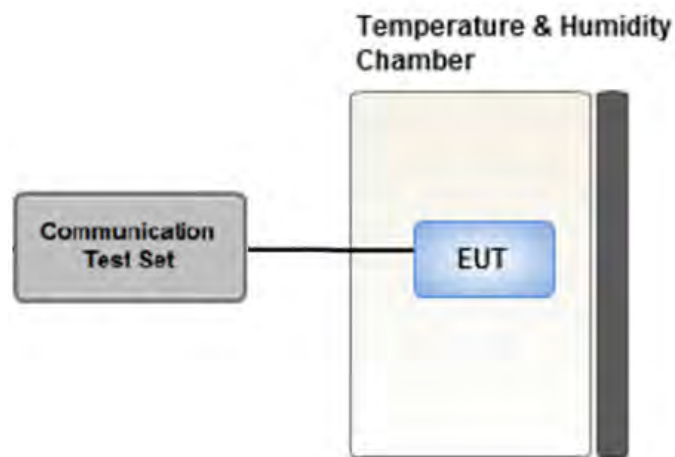 Temperature & Humidity
Chamber
Communication
Test Set
EUT